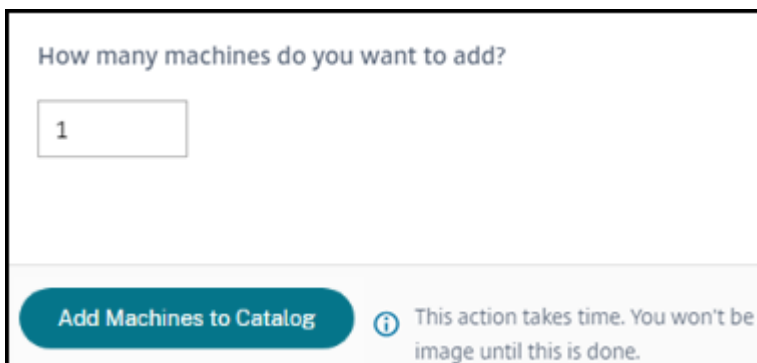 How many machines do you want to add?
1
Add Machines to Catalog
This action takes time. You won't be
image until this is done.